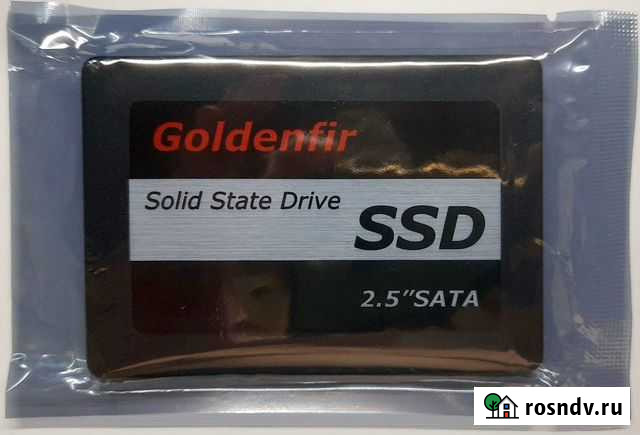 Goldenfir
Solid State Drive
SSD
2.5"SATA
rosndv.ru